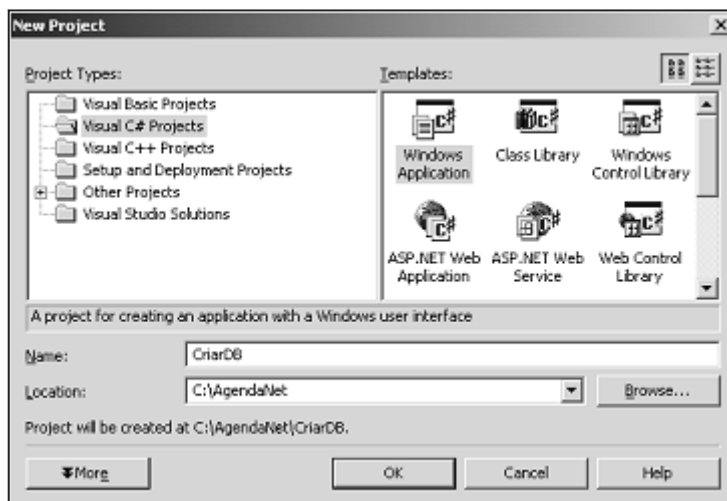 New Project
Project Types:
Templates:
Visual Basic Projects
Visual C# Projects
Visual C++ Projects
Setup and Deployment Projects
Other Projects
Visual Studio Solutions
Windows Application
Class Library
Windows Control Library
ASP.NET Web Application
ASP.NET Web Service
Web Control Library
A project for creating an application with a Windows user interface
Name:
CriarDB
Location:
C:\AgendaNet
Browse...
Project will be created at C:\AgendaNet\CriarDB.
More
OK
Cancel
Help